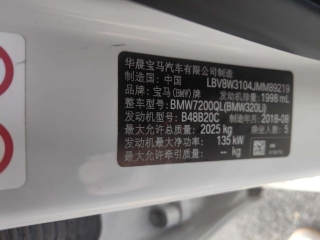 华晨宝马汽车有限公司制造
制造国: 中国 LBV8W3104JMM89219
品牌: 宝马(BMW)牌 发动机排量: 1998 mL
整车型号: BMW7200QL(BMW320Li)
发动机型号: B48B20C 制造年月: 2018-08
最大允许总质量: 2025 kg 乘坐人数: 5
发动机最大净功率: 135 kW
最大允许牵引质量: -- kg